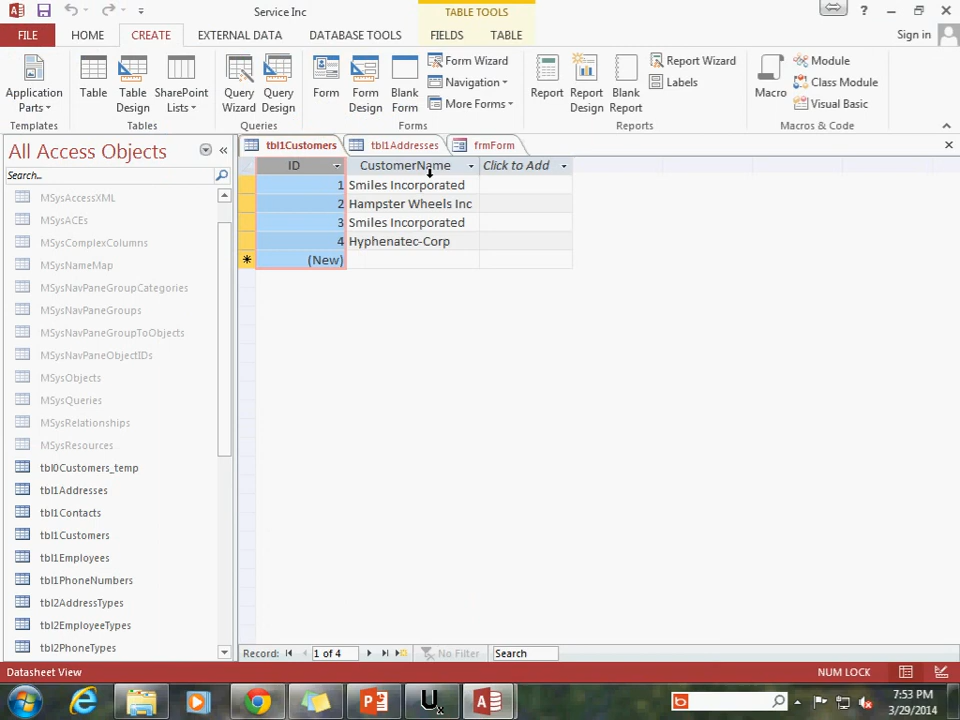 Service Inc
TABLE TOOLS
Sign in
FILE
HOME
CREATE
EXTERNAL DATA
DATABASE TOOLS
FIELDS
TABLE
Application Parts
Table
Table Design
SharePoint Lists
Query Wizard
Query Design
Form
Form Design
Blank Form
Form Wizard
Navigation
More Forms
Report
Report Design
Blank Report
Report Wizard
Labels
Macro
Module
Class Module
Visual Basic
Templates
Tables
Queries
Forms
Reports
Macros & Code
All Access Objects
Search...
MSysAccessXML
MSysACEs
MSysComplexColumns
MSysNameMap
MSysNavPaneGroupCategories
MSysNavPaneGroups
MSysNavPaneGroupToObjects
MSysNavPaneObjectIDs
MSysObjects
MSysQueries
MSysRelationships
MSysResources
tbl0Customers_temp
tbl1Addresses
tbl1Contacts
tbl1Customers
tbl1Employees
tbl1PhoneNumbers
tbl2AddressTypes
tbl2EmployeeTypes
tbl2PhoneTypes
tbl1Customers
tbl1Addresses
frmForm
ID CustomerName Click to Add
1 Smiles Incorporated
2 Hampster Wheels Inc
3 Smiles Incorporated
4 Hyphenatec-Corp
(New)
Record: 1 of 4 No Filter Search
Datasheet View
NUM LOCK
7:53 PM
3/29/2014